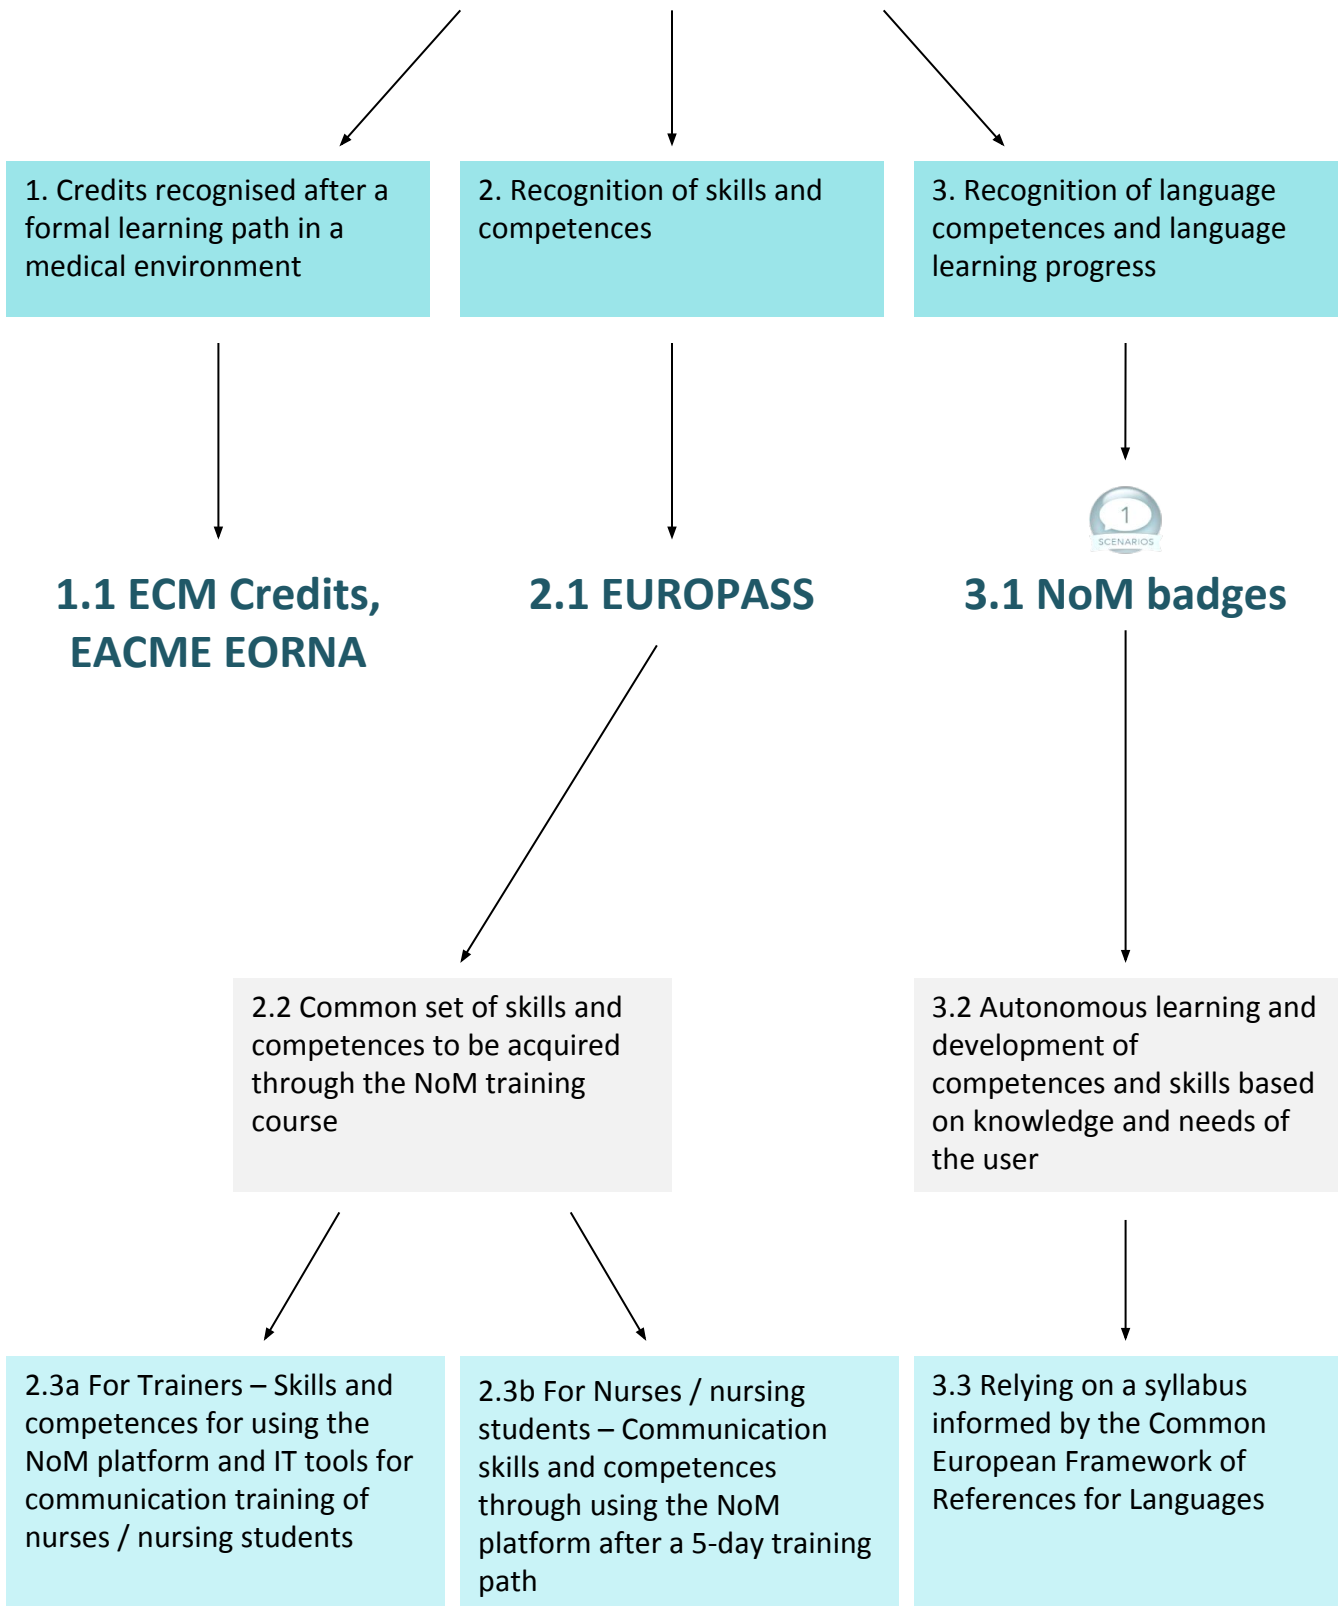 1. Credits recognised after a
formal learning path in a
medical environment
2. Recognition of skills and
competences
3. Recognition of language
competences and language
learning progress
1
SCENARIOS
1.1 ECM Credits,
EACME EORNA
2.1 EUROPASS
3.1 NoM badges
2.2 Common set of skills and
competences to be acquired
through the NoM training
course
3.2 Autonomous learning and
development of
competences and skills based
on knowledge and needs of
the user
2.3a For Trainers – Skills and
competences for using the
NoM platform and IT tools for
communication training of
nurses / nursing students
2.3b For Nurses / nursing
students – Communication
skills and competences
through using the NoM
platform after a 5-day training
path
3.3 Relying on a syllabus
informed by the Common
European Framework of
References for Languages